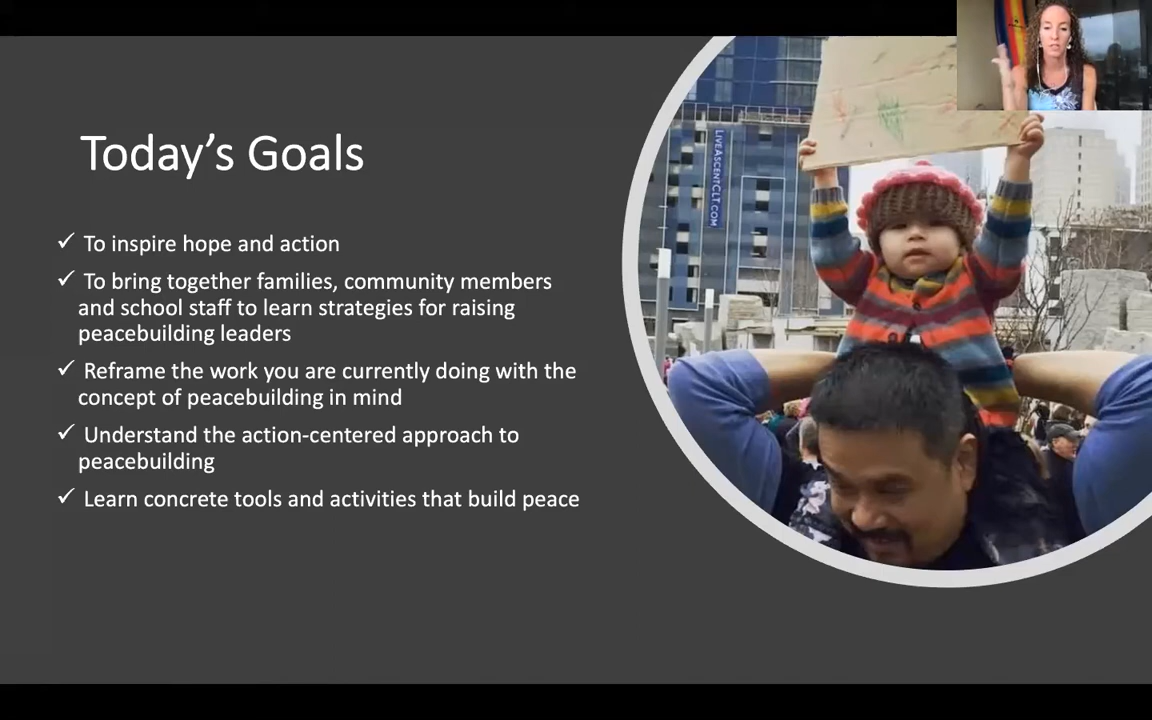 Today's Goals
✓ To inspire hope and action
✓ To bring together families, community members
and school staff to learn strategies for raising
peacebuilding leaders
✓ Reframe the work you are currently doing with the
concept of peacebuilding in mind
✓ Understand the action-centered approach to
peacebuilding
✓ Learn concrete tools and activities that build peace
LIVEASCENTCLT.COM